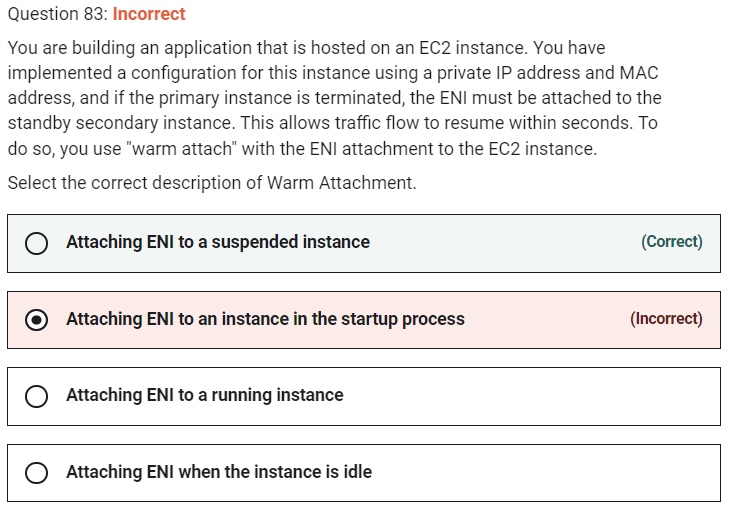 Question 83: Incorrect
You are building an application that is hosted on an EC2 instance. You have
implemented a configuration for this instance using a private IP address and MAC
address, and if the primary instance is terminated, the ENI must be attached to the
standby secondary instance. This allows traffic flow to resume within seconds. To
do so, you use "warm attach" with the ENI attachment to the EC2 instance.
Select the correct description of Warm Attachment.
Attaching ENI to a suspended instance (Correct)
Attaching ENI to an instance in the startup process (Incorrect)
Attaching ENI to a running instance
Attaching ENI when the instance is idle